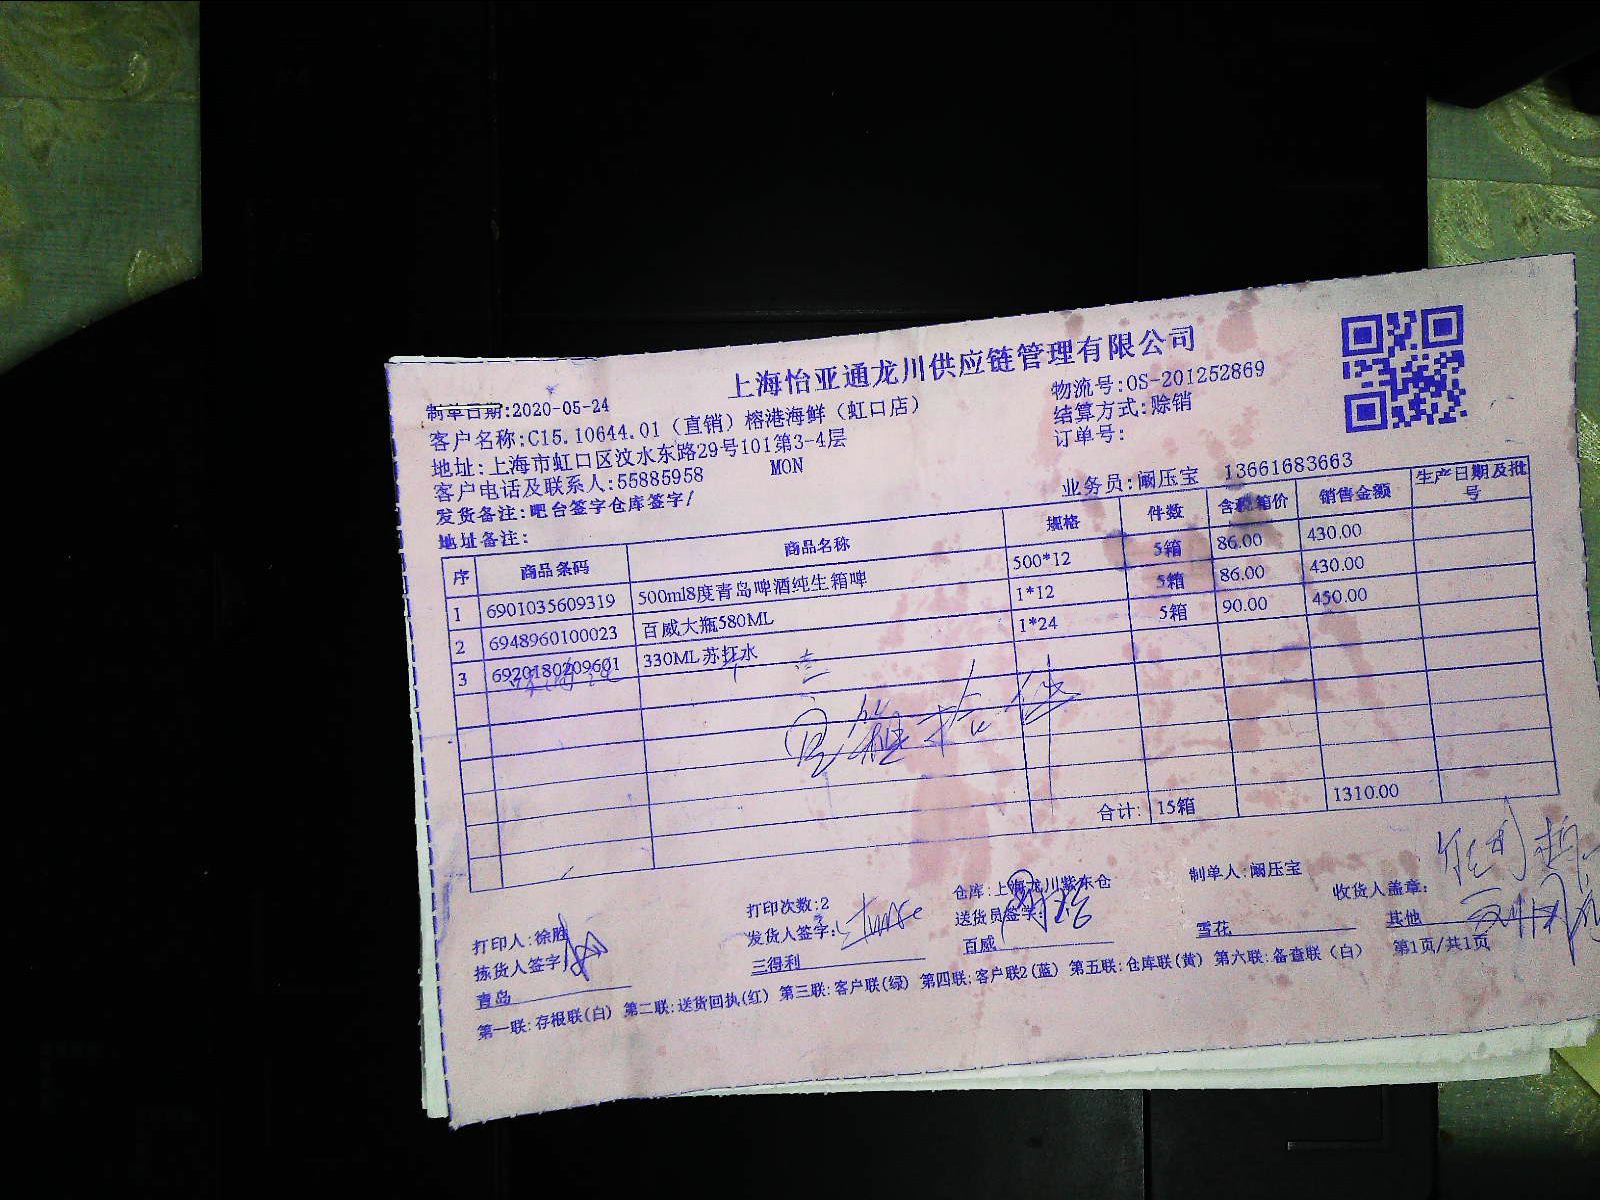 上海怡亚通龙川供应链管理有限公司
制单日期:2020-05-24
物流号:OS-201252869
客户名称:C15.10644.01（直销）榕港海鲜（虹口店）
结算方式:赊销
地址:上海市虹口区汶水东路29号101第3-4层
订单号:
客户电话及联系人:55885958 MON
发货备注:吧台签字仓库签字/
业务员:阚压宝 13661683663
地址备注:
序 商品条码 商品名称 规格 件数 含税箱价 销售金额 生产日期及批号
1 6901035609319 500ml8度青岛啤酒纯生箱啤 500*12 5箱 86.00 430.00
2 6948960100023 百威大瓶580ML 1*12 5箱 86.00 430.00
3 6920180209601 330ML苏打水 1*24 5箱 90.00 450.00
合计: 15箱 1310.00
打印人:徐胜 打印次数:2 仓库:上海龙川紫东仓 制单人:阚压宝 收货人盖章:
拣货人签字 发货人签字: 送货员签字:
青岛 三得利 百威 雪花 其他
第一联:存根联(白) 第二联:送货回执(红) 第三联:客户联(绿) 第四联:客户联2(蓝) 第五联:仓库联(黄) 第六联:备查联（白） 第1页/共1页